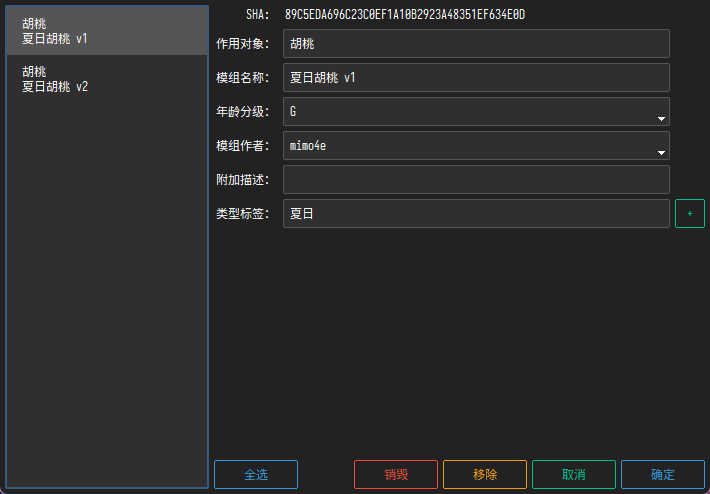 胡桃
夏日胡桃 v1
胡桃
夏日胡桃 v2
SHA: 89C5EDA696C23C0EF1A10B2923A48351EF634E0D
作用对象: 胡桃
模组名称: 夏日胡桃 v1
年龄分级: G
模组作者: mimo4e
附加描述:
类型标签: 夏日 +
全选 销毁 移除 取消 确定